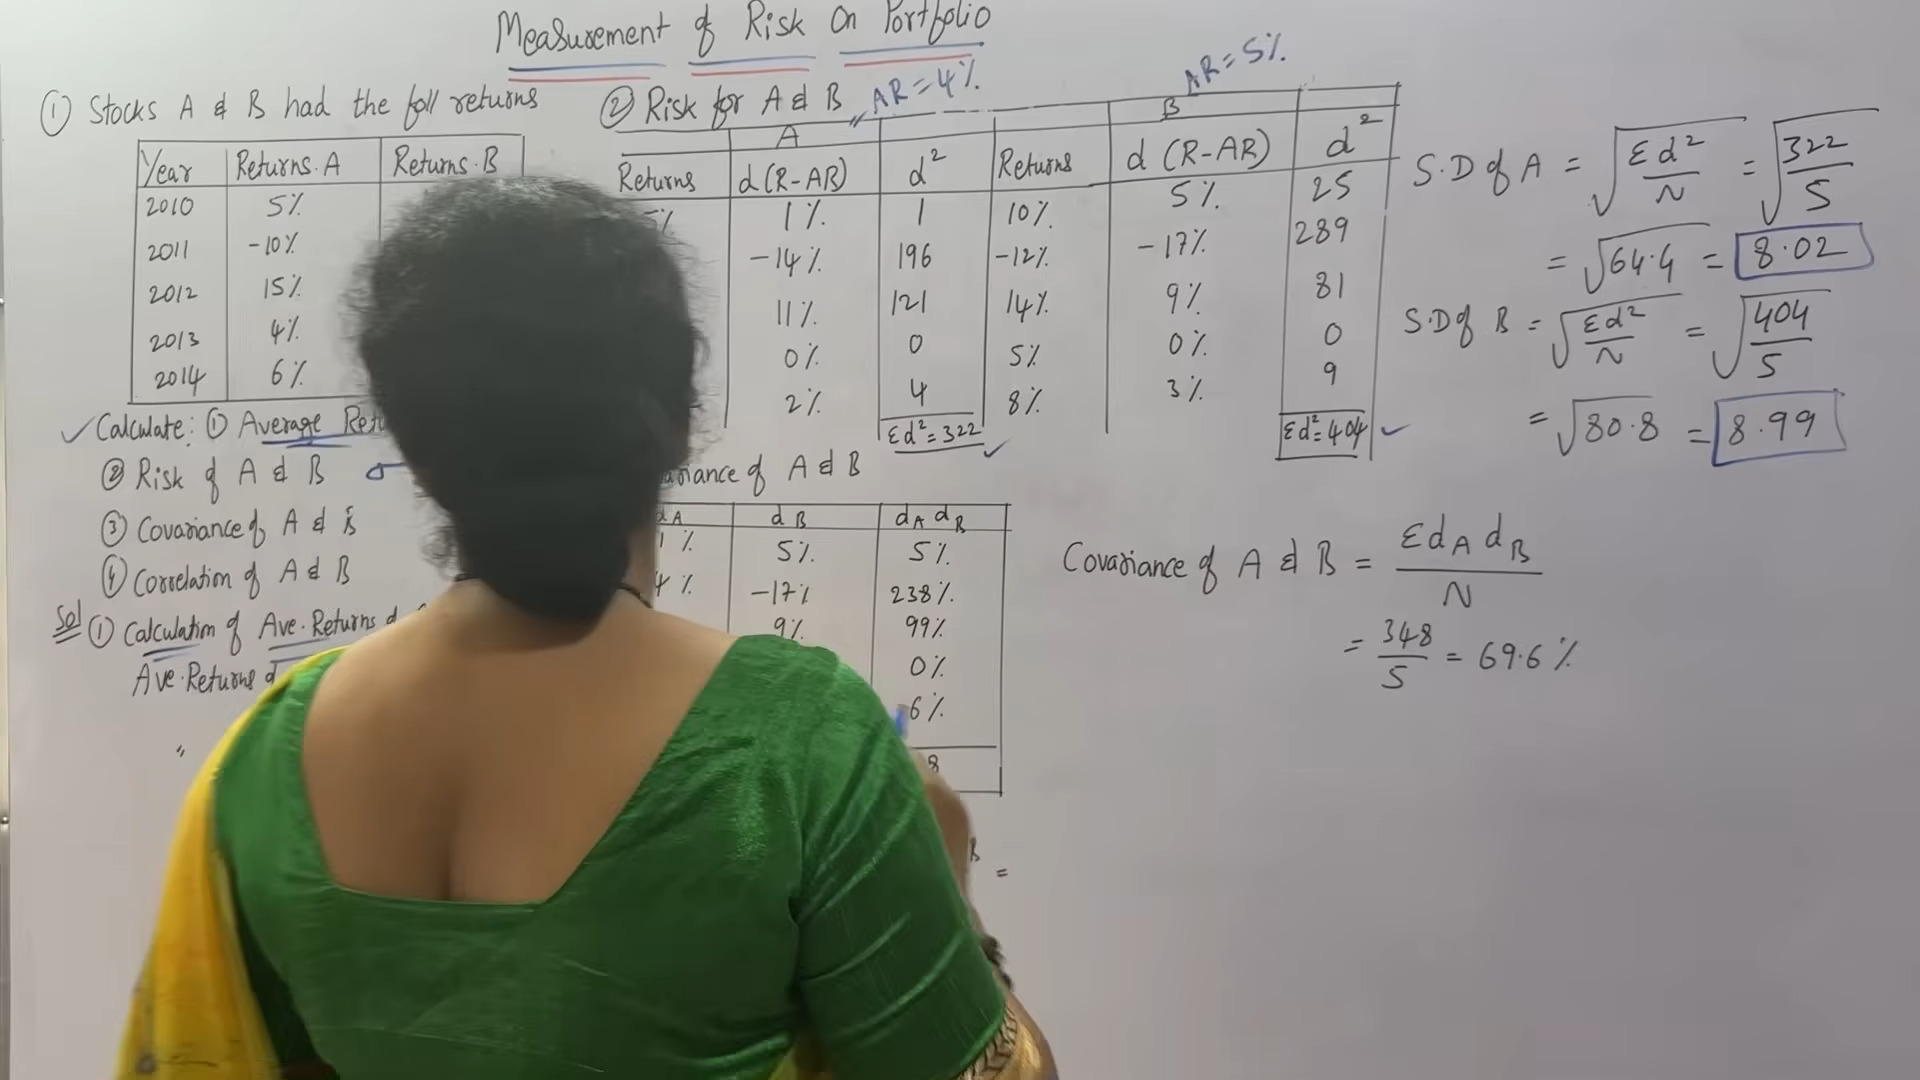 Measurement of Risk On Portfolio
① Stocks A & B had the foll returns
Year Returns.A Returns.B
2010 5%
2011 -10%
2012 15%
2013 4%
2014 6%
✓ Calculate: ① Average
② Risk of A & B σ
③ Covariance of A & B
④ Correlation of A & B
Sol ① Calculation of Ave.Returns
Ave.Returns
② Risk for A & B AR = 4% AR = 5%
A B
Returns d(R-AR) d² Returns d (R-AR) d²
5% 1% 1 10% 5% 25
-14% 196 -12% -17% 289
11% 121 14% 9% 81
0% 0 5% 0% 0
2% 4 8% 3% 9
Σd² = 322 ✓ Σd² = 404 ✓
of A & B
dA dB dA dB
1% 5% 5%
4% -17% 238%
9% 99%
0%
6%
8
B
=
S.D of A = √Σd²/N = √322/5
= √64.4 = 8.02
S.D of B = √Σd²/N = √404/5
= √80.8 = 8.99
Covariance of A & B = ΣdA dB / N
= 348/5 = 69.6%